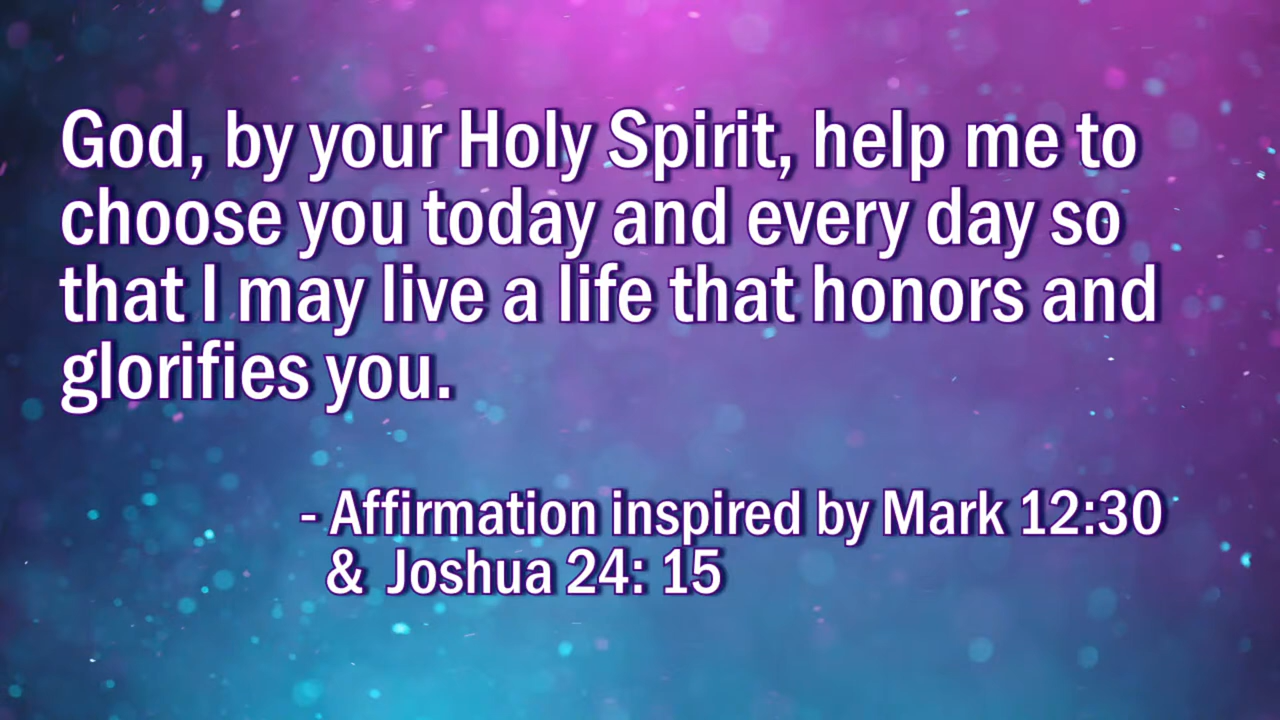 God, by your Holy Spirit, help me to
choose you today and every day so
that I may live a life that honors and
glorifies you.
- Affirmation inspired by Mark 12:30
&  Joshua 24: 15